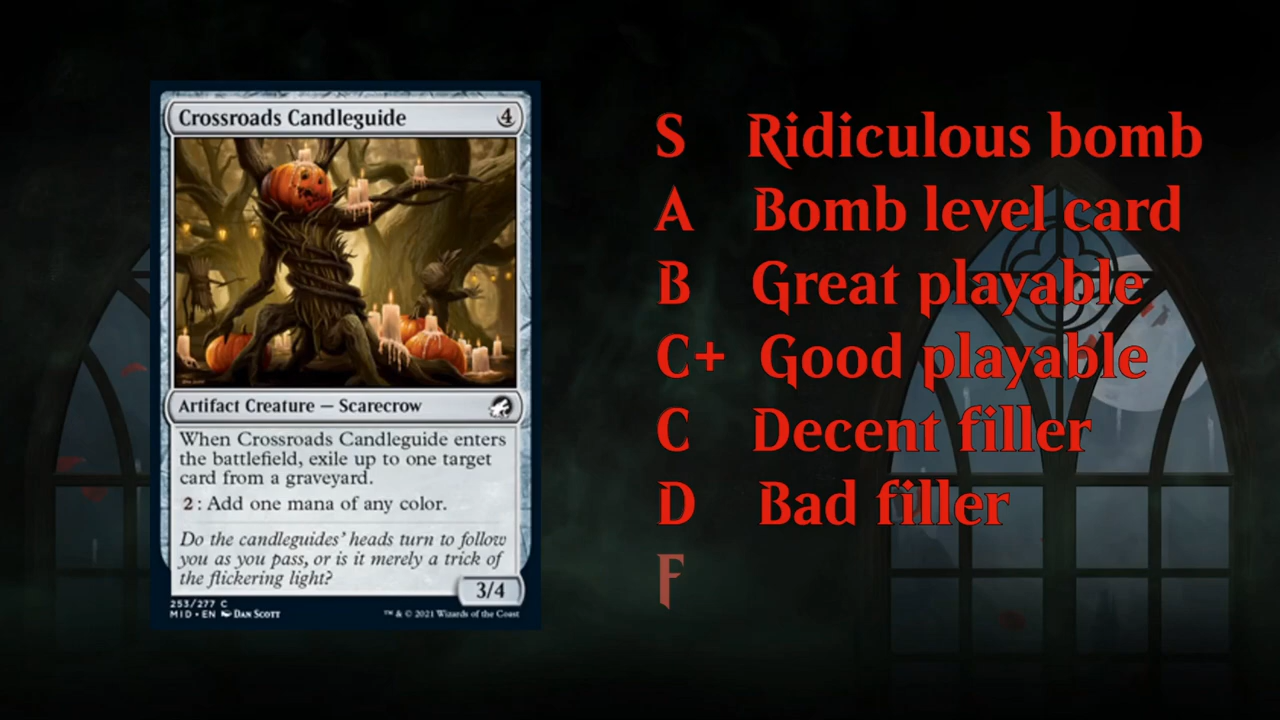 Crossroads Candleguide 4
Artifact Creature — Scarecrow
When Crossroads Candleguide enters
the battlefield, exile up to one target
card from a graveyard.
2: Add one mana of any color.
Do the candleguides' heads turn to follow
you as you pass, or is it merely a trick of
the flickering light?
3/4
253/277 C
MID • EN DAN SCOTT
™ & © 2021 Wizards of the Coast
S Ridiculous bomb
A Bomb level card
B Great playable
C+ Good playable
C Decent filler
D Bad filler
F